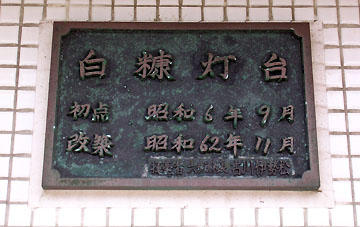 白糠灯台
初点 昭和6年9月
改築 昭和62年11月